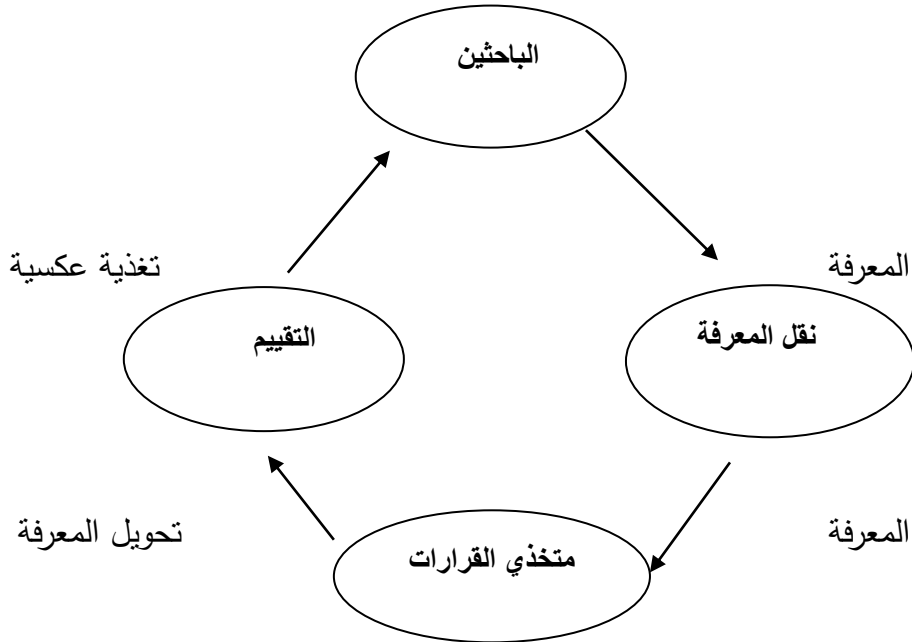 الباحثين
المعرفة
تغذية عكسية
نقل المعرفة
التقييم
المعرفة
تحويل المعرفة
متخذي القرارات